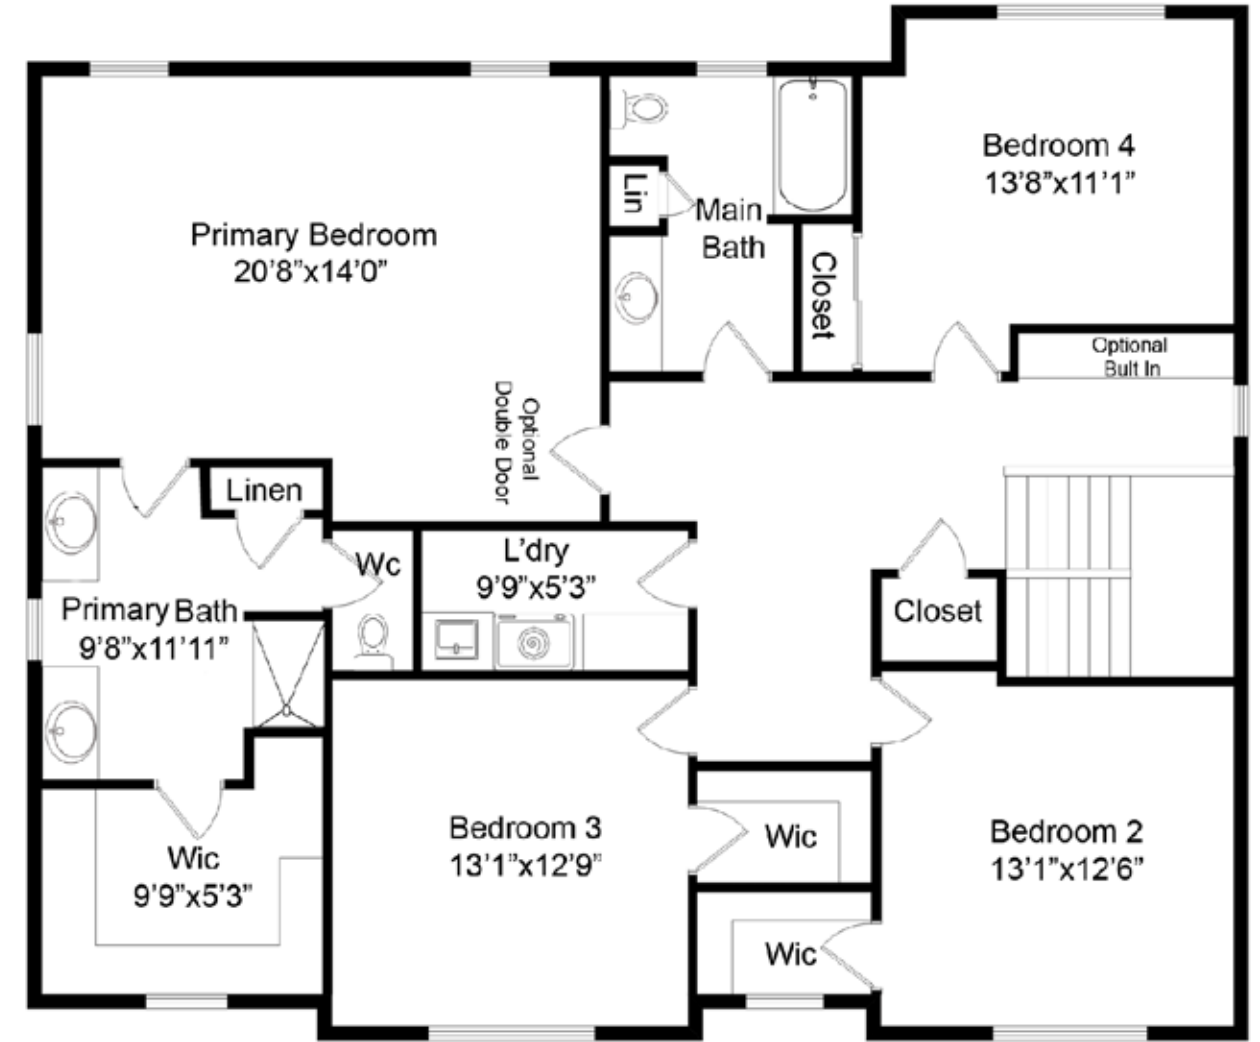 Bedroom 4
13'8"x11'1"
Lin
Main
Bath
Primary Bedroom
20'8"x14'0"
Closet
Optional
Bult In
Optional
Double Door
Linen
Wc
L'dry
9'9"x5'3"
Primary Bath
9'8"x11'11"
Closet
Bedroom 3
13'1"x12'9"
Wic
Bedroom 2
13'1"x12'6"
Wic
9'9"x5'3"
Wic